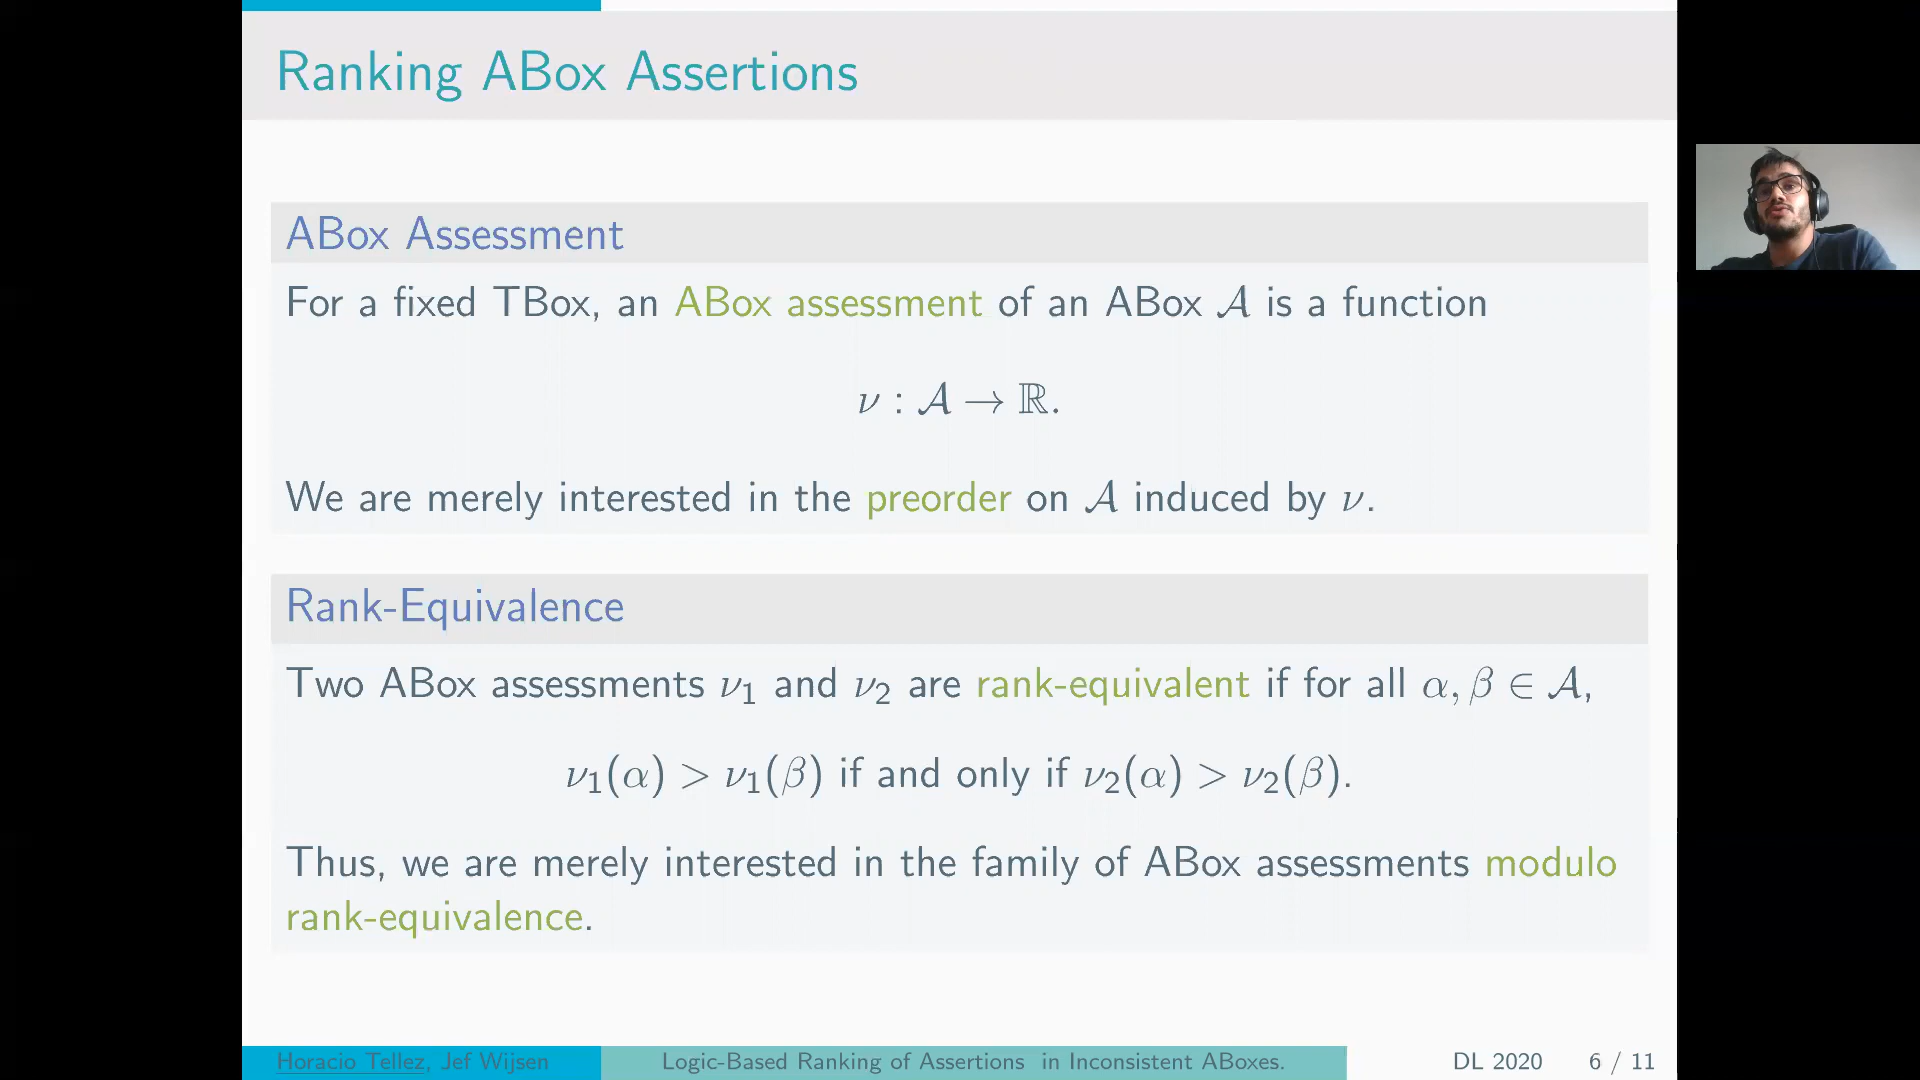 Ranking ABox Assertions
ABox Assessment
For a fixed TBox, an ABox assessment of an ABox 𝒜 is a function
ν : 𝒜 → ℝ.
We are merely interested in the preorder on 𝒜 induced by ν.
Rank-Equivalence
Two ABox assessments ν₁ and ν₂ are rank-equivalent if for all α, β ∈ 𝒜,
ν₁(α) > ν₁(β) if and only if ν₂(α) > ν₂(β).
Thus, we are merely interested in the family of ABox assessments modulo
rank-equivalence.
Horacio Tellez, Jef Wijsen Logic-Based Ranking of Assertions in Inconsistent ABoxes. DL 2020 6 / 11